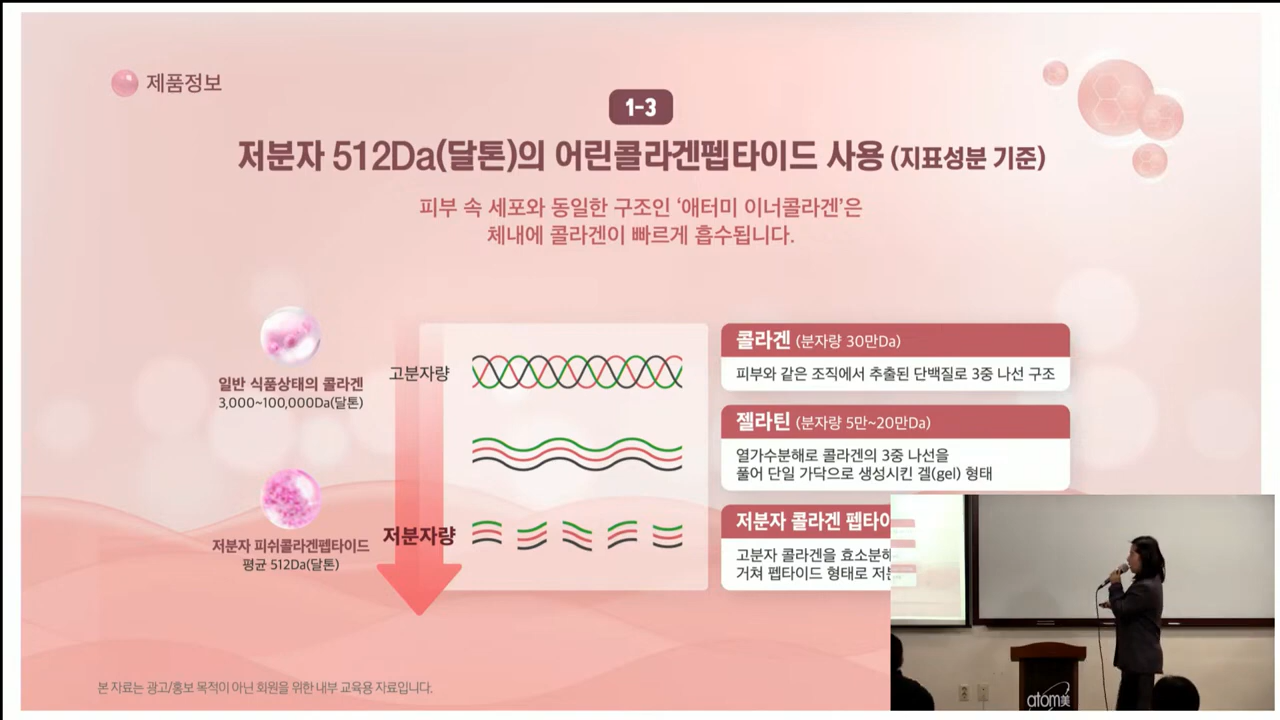 제품정보
1-3
저분자 512Da(달톤)의 어린콜라겐펩타이드 사용 (지표성분 기준)
피부 속 세포와 동일한 구조인 ‘애터미 이너콜라겐’은
체내에 콜라겐이 빠르게 흡수됩니다.
일반 식품상태의 콜라겐
3,000~100,000Da(달톤)
저분자 피쉬콜라겐펩타이드
평균 512Da(달톤)
고분자량
저분자량
콜라겐 (분자량 30만Da)
피부와 같은 조직에서 추출된 단백질로 3중 나선 구조
젤라틴 (분자량 5만~20만Da)
열가수분해로 콜라겐의 3중 나선을
풀어 단일 가닥으로 생성시킨 겔(gel) 형태
저분자 콜라겐
고분자 콜라겐을
거쳐 펩타이드 형태로
본 자료는 광고/홍보 목적이 아닌 회원을 위한 내부 교육용 자료입니다.
atom美